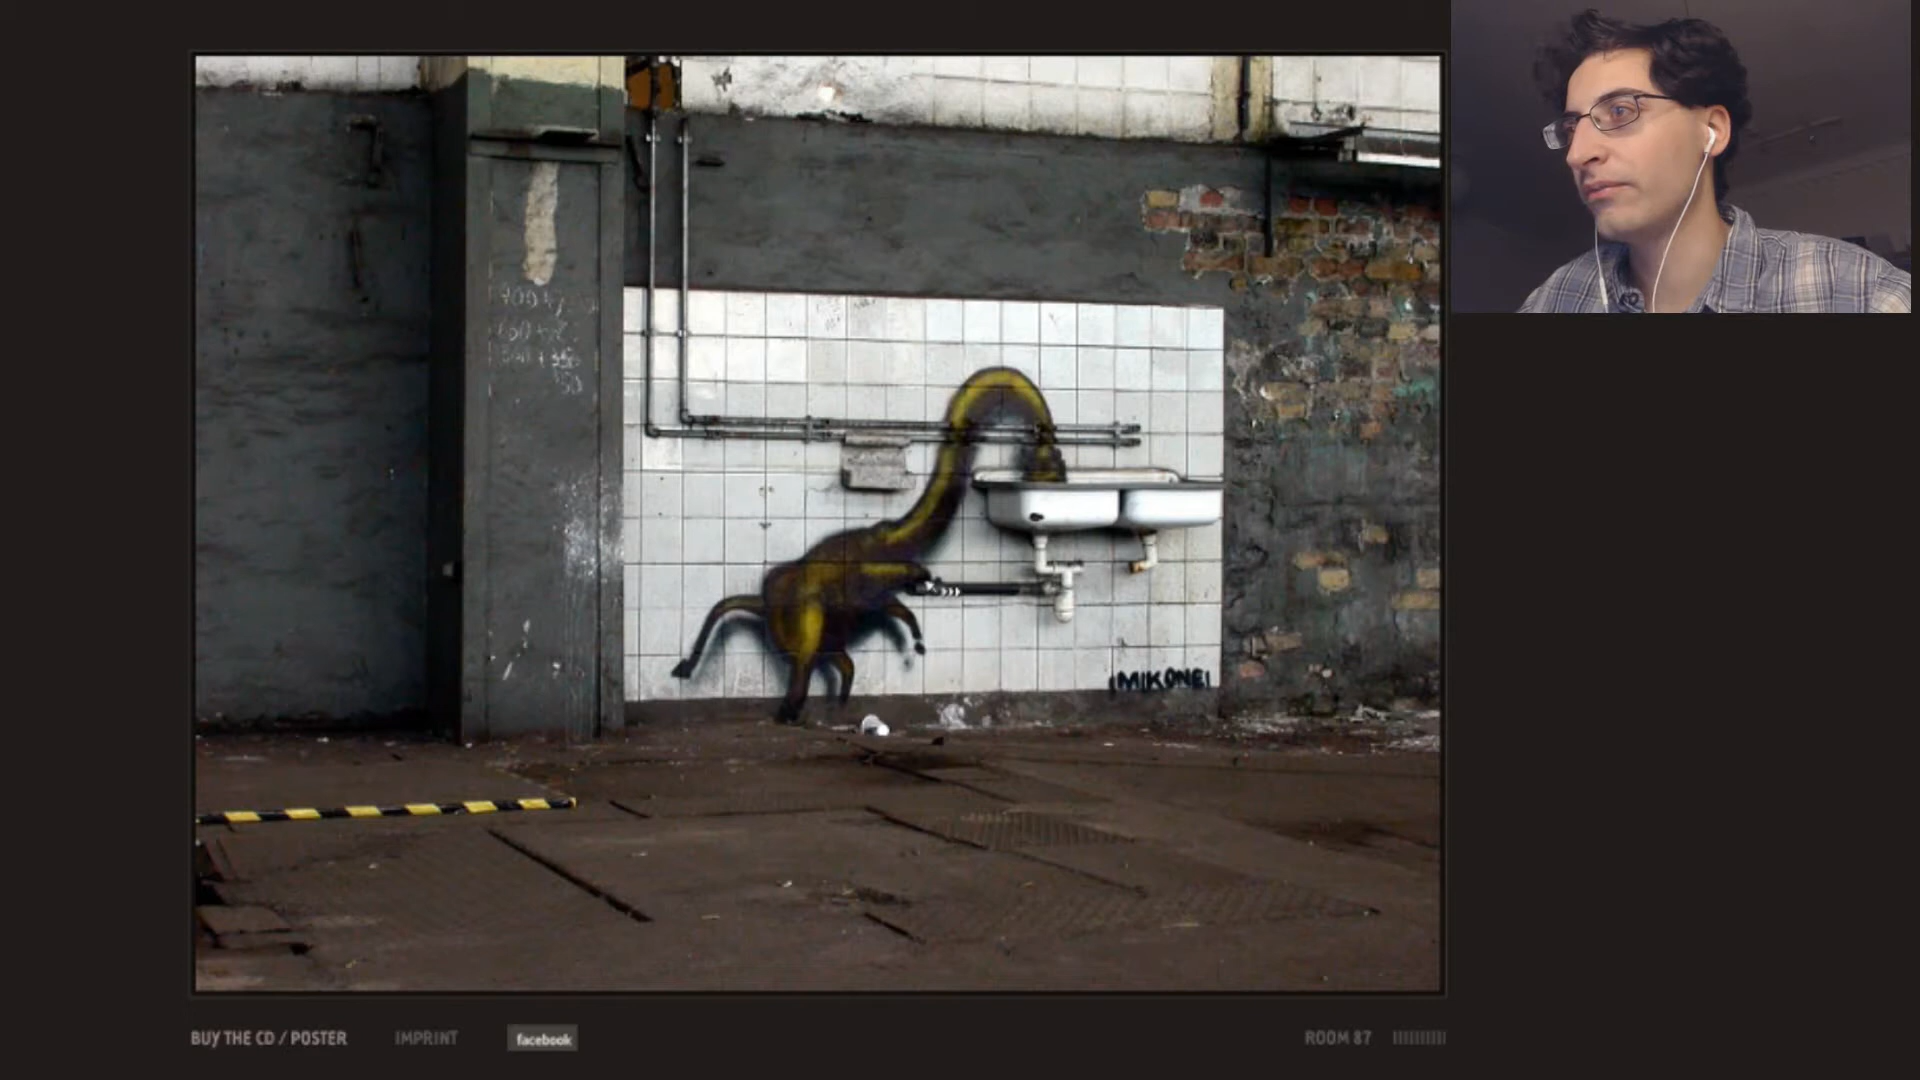 !MIKONE!
BUY THE CD / POSTER
IMPRINT
facebook
ROOM 87